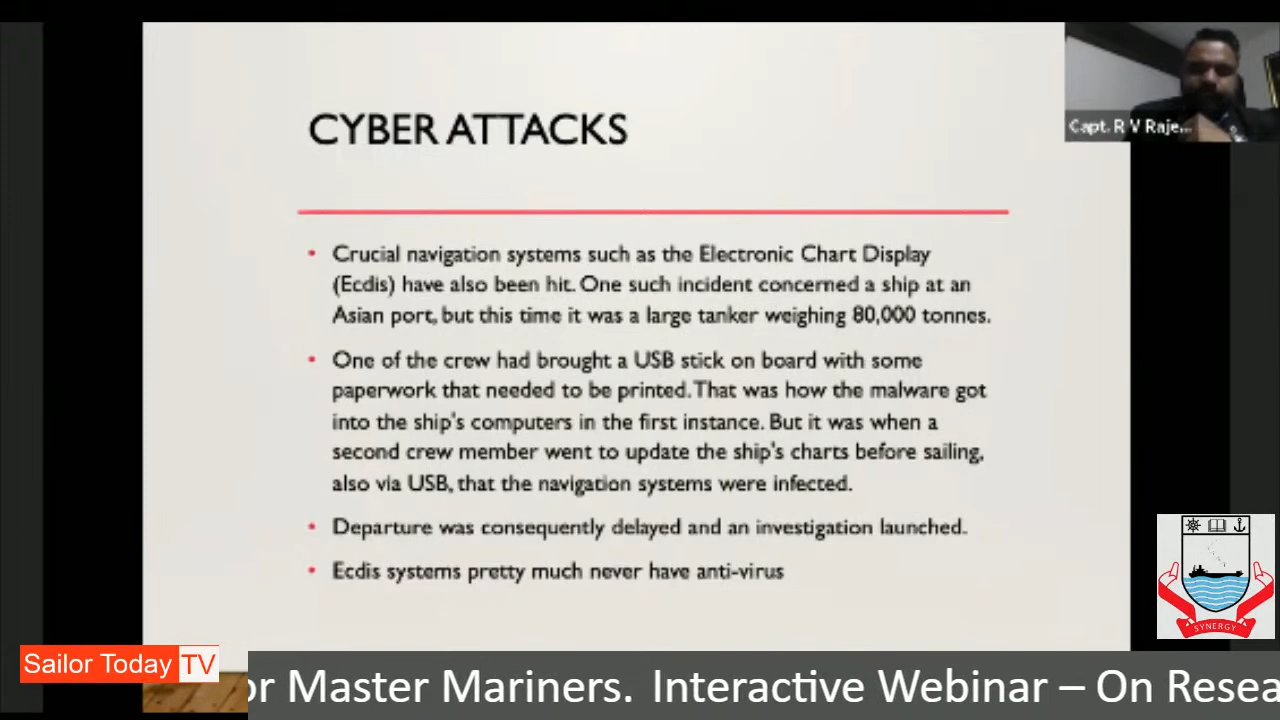 CYBER ATTACKS
Capt. R V Raje...
• Crucial navigation systems such as the Electronic Chart Display
(Ecdis) have also been hit. One such incident concerned a ship at an
Asian port, but this time it was a large tanker weighing 80,000 tonnes.
• One of the crew had brought a USB stick on board with some
paperwork that needed to be printed. That was how the malware got
into the ship's computers in the first instance. But it was when a
second crew member went to update the ship's charts before sailing,
also via USB, that the navigation systems were infected.
• Departure was consequently delayed and an investigation launched.
• Ecdis systems pretty much never have anti-virus
SYNERGY
Sailor Today TV
or Master Mariners. Interactive Webinar – On Resea